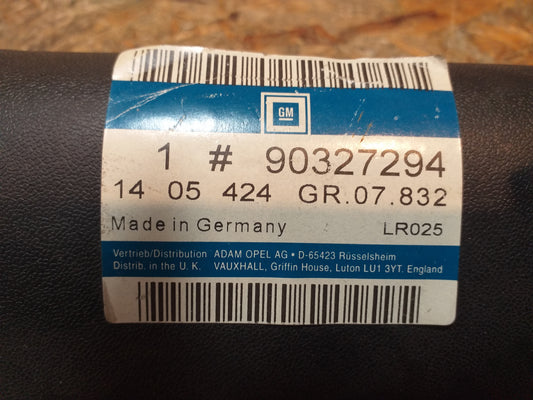 GM
1 # 90327294
14 05 424 GR.07.832
Made in Germany LR025
Vertrieb/Distribution ADAM OPEL AG • D-65423 Rüsselsheim
Distrib. in the U. K. VAUXHALL, Griffin House, Luton LU1 3YT. England